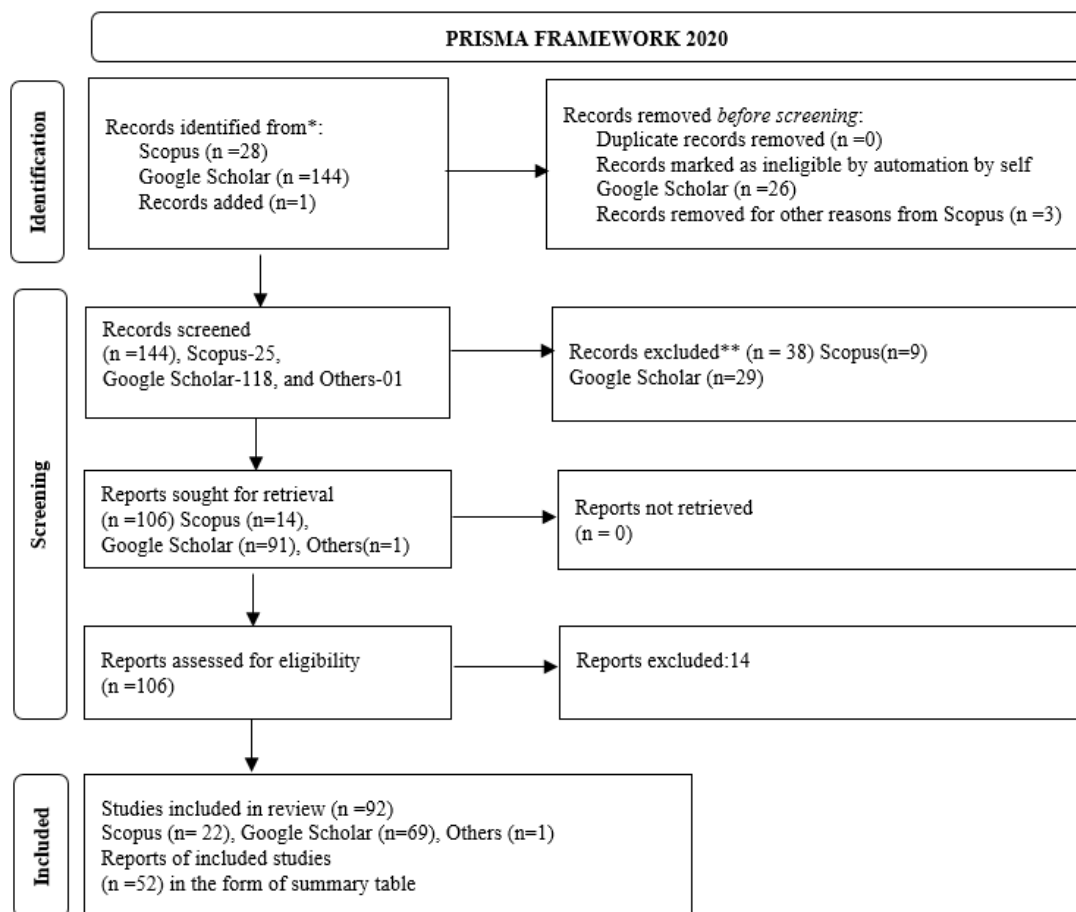 PRISMA FRAMEWORK 2020
Identification
Records identified from*:
Scopus (n =28)
Google Scholar (n =144)
Records added (n=1)
Records removed before screening:
Duplicate records removed (n =0)
Records marked as ineligible by automation by self
Google Scholar (n =26)
Records removed for other reasons from Scopus (n =3)
Screening
Records screened
(n =144), Scopus-25,
Google Scholar-118, and Others-01
Records excluded** (n = 38) Scopus(n=9)
Google Scholar (n=29)
Reports sought for retrieval
(n =106) Scopus (n=14),
Google Scholar (n=91), Others(n=1)
Reports not retrieved
(n = 0)
Reports assessed for eligibility
(n =106)
Reports excluded:14
Included
Studies included in review (n =92)
Scopus (n= 22), Google Scholar (n=69), Others (n=1)
Reports of included studies
(n =52) in the form of summary table